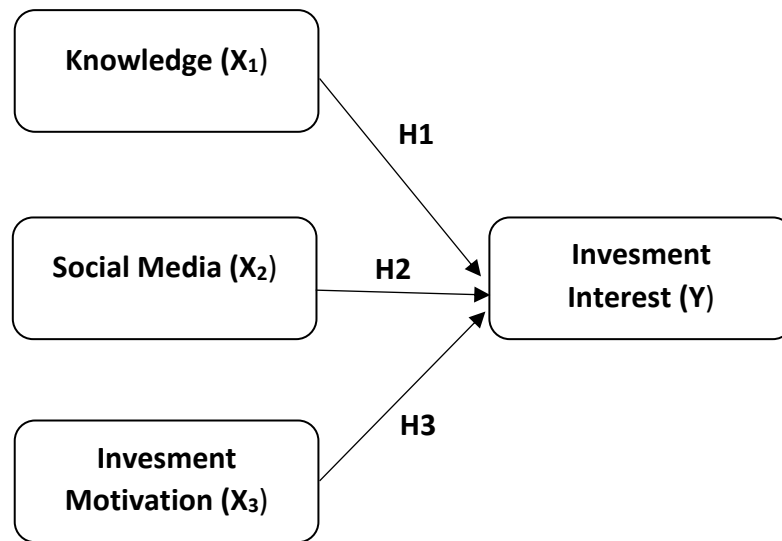 Knowledge (X₁)
H1
Social Media (X₂)
H2
Invesment
Interest (Y)
H3
Invesment
Motivation (X₃)